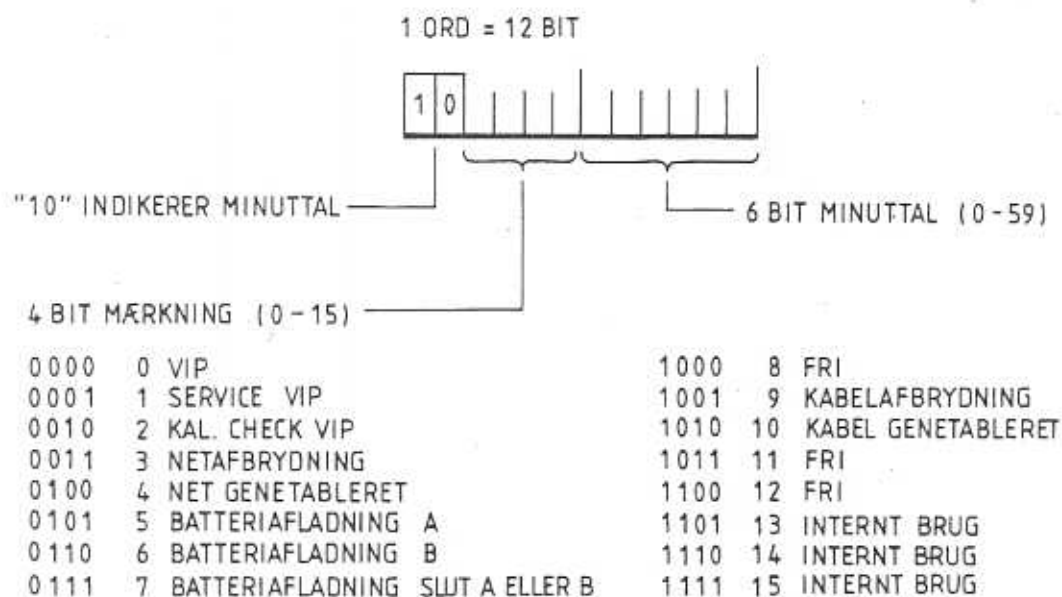 1 ORD = 12 BIT
1 0
"10" INDIKERER MINUTTAL
6 BIT MINUTTAL (0-59)
4 BIT MÆRKNING (0-15)
0000 0 VIP
0001 1 SERVICE VIP
0010 2 KAL. CHECK VIP
0011 3 NETAFBRYDNING
0100 4 NET GENETABLERET
0101 5 BATTERIAFLADNING A
0110 6 BATTERIAFLADNING B
0111 7 BATTERIAFLADNING SLUT A ELLER B
1000 8 FRI
1001 9 KABELAFBRYDNING
1010 10 KABEL GENETABLERET
1011 11 FRI
1100 12 FRI
1101 13 INTERNT BRUG
1110 14 INTERNT BRUG
1111 15 INTERNT BRUG